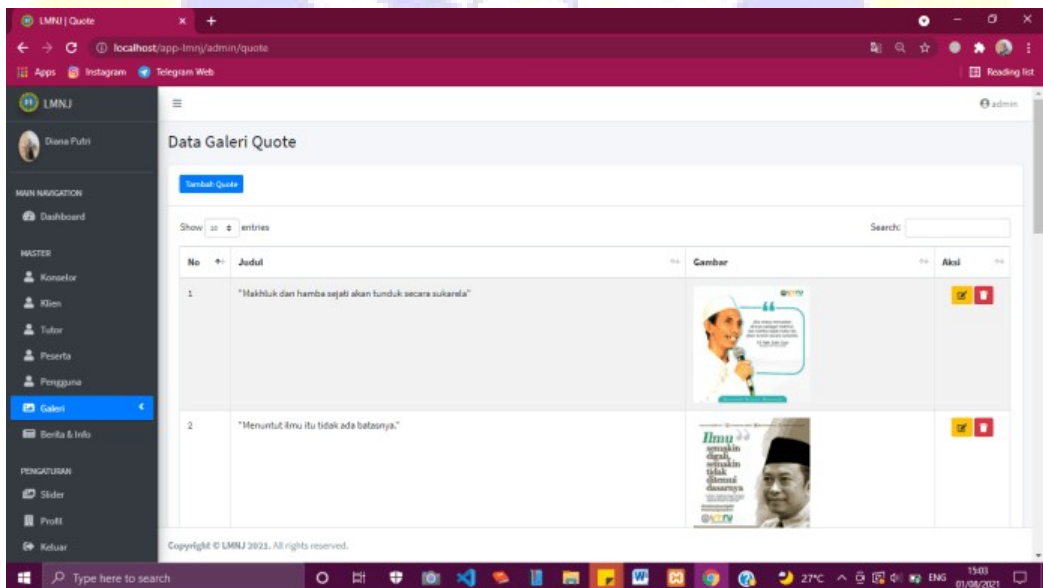 LMNJ | Quote
localhost/app-lmnj/admin/quote
Apps Instagram Telegram Web Reading list
LMNJ
admin
Diana Putri
Data Galeri Quote
MAIN NAVIGATION
Tambah Quote
Dashboard
Show 10 entries Search:
MASTER
No Judul Gambar Aksi
Konselor
1 "Makhluk dan hamba sejati akan tunduk secara sukarela"
Klien
Tutor
Peserta
Pengguna
Galeri
2 "Menuntut ilmu itu tidak ada batasnya."
Berita & Info
Ilmu
semakin
digali,
semakin
tidak
ditemui
dasarnya
PENGATURAN
Slider
Profil
Keluar
Copyright © LMNJ 2021. All rights reserved.
Type here to search
27°C ENG 15:03
01/08/2021